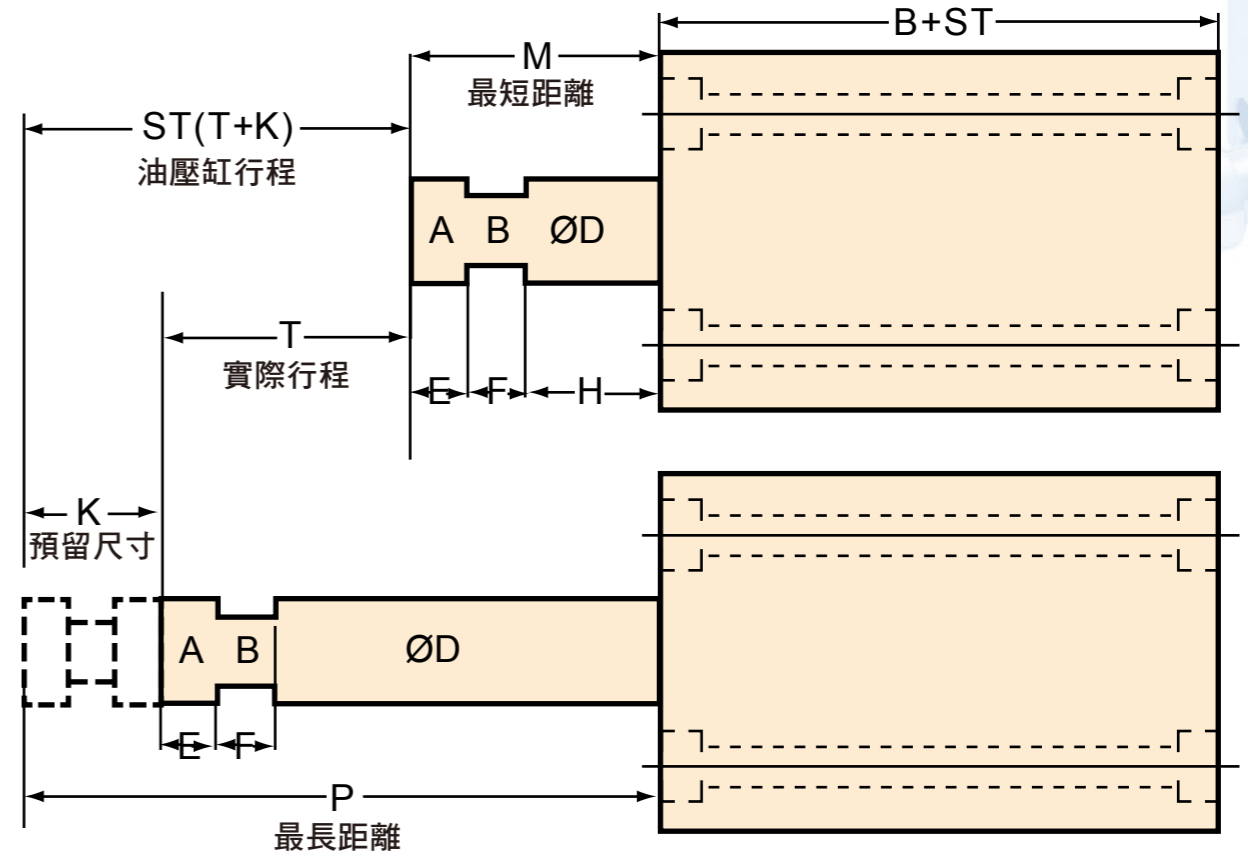 B+ST
M
最短距離
ST(T+K)
油壓缸行程
A B ØD
T
實際行程
E F H
K
預留尺寸
A B ØD
E F
P
最長距離